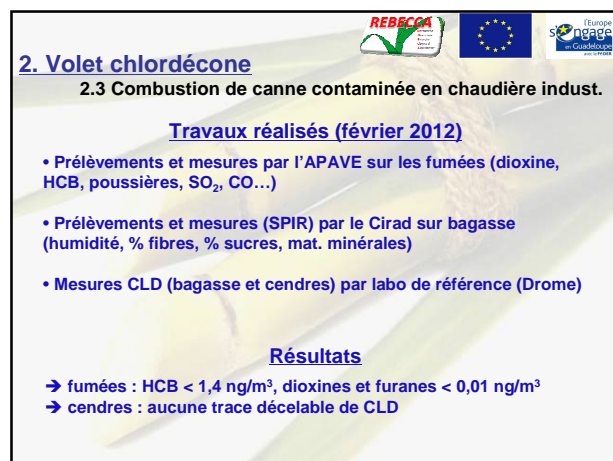 REBECCA
l'Europe
s'engage
en Guadeloupe
avec le FEDER
2. Volet chlordécone
2.3 Combustion de canne contaminée en chaudière indust.
Travaux réalisés (février 2012)
• Prélèvements et mesures par l'APAVE sur les fumées (dioxine,
HCB, poussières, SO₂, CO…)
• Prélèvements et mesures (SPIR) par le Cirad sur bagasse
(humidité, % fibres, % sucres, mat. minérales)
• Mesures CLD (bagasse et cendres) par labo de référence (Drome)
Résultats
➔ fumées : HCB < 1,4 ng/m³, dioxines et furanes < 0,01 ng/m³
➔ cendres : aucune trace décelable de CLD